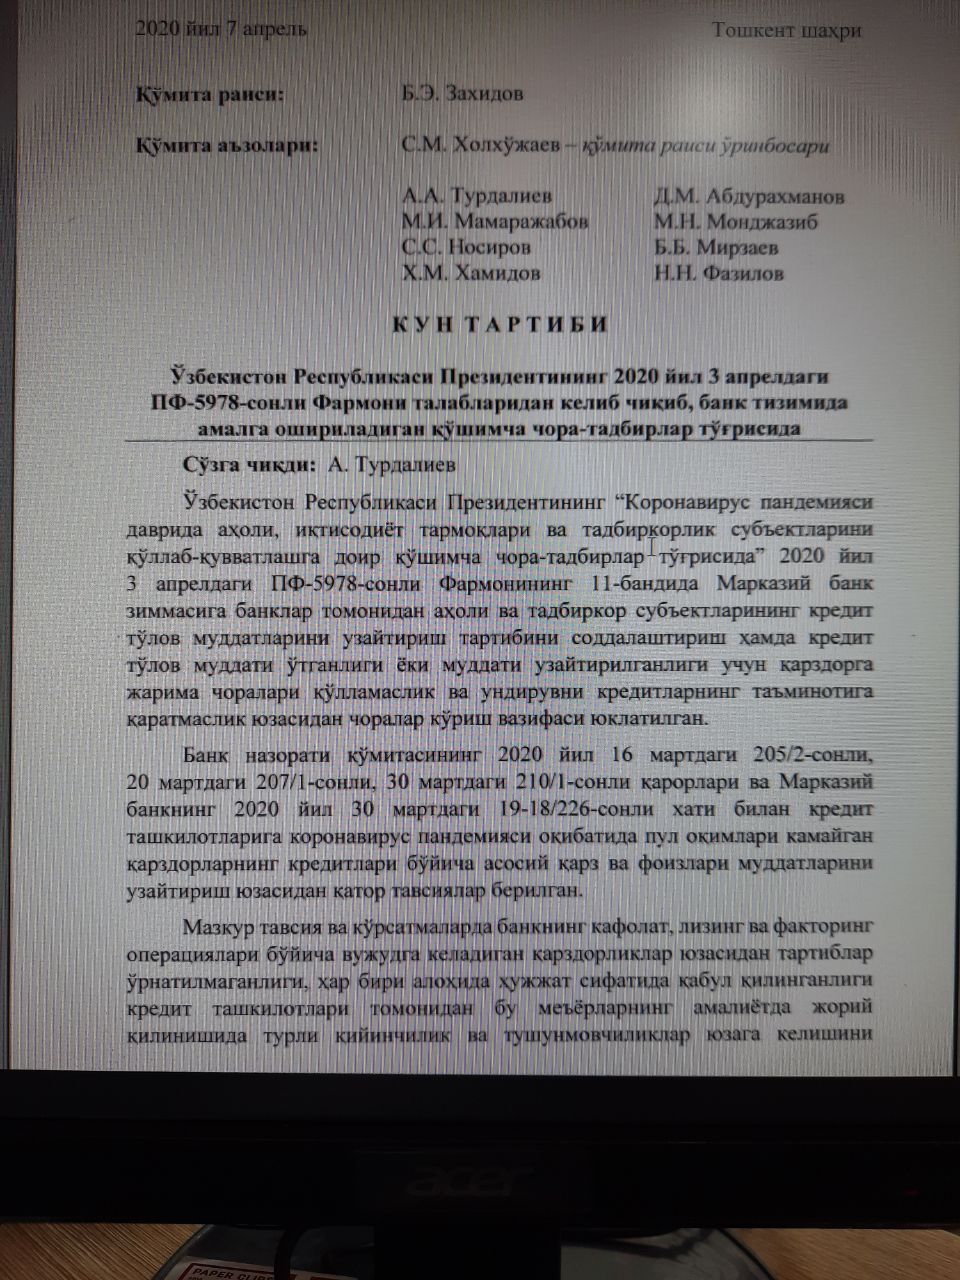 2020 йил 7 апрель Тошкент шаҳри
Қўмита раиси: Б.Э. Захидов
Қўмита аъзолари: С.М. Холхўжаев – қўмита раиси ўринбосари
А.А. Турдалиев Д.М. Абдурахманов
М.И. Мамаражабов М.Н. Монджазиб
С.С. Носиров Б.Б. Мирзаев
Х.М. Хамидов Н.Н. Фазилов
КУН ТАРТИБИ
Ўзбекистон Республикаси Президентининг 2020 йил 3 апрелдаги
ПФ-5978-сонли Фармони талабларидан келиб чиқиб, банк тизимида
амалга ошириладиган қўшимча чора-тадбирлар тўғрисида
Сўзга чиқди: А. Турдалиев
Ўзбекистон Республикаси Президентининг “Коронавирус пандемияси
даврида аҳоли, иқтисодиёт тармоқлари ва тадбиркорлик субъектларини
қўллаб-қувватлашга доир қўшимча чора-тадбирлар тўғрисида” 2020 йил
3 апрелдаги ПФ-5978-сонли Фармонининг 11-бандида Марказий банк
зиммасига банклар томонидан аҳоли ва тадбиркор субъектларининг кредит
тўлов муддатларини узайтириш тартибини соддалаштириш ҳамда кредит
тўлов муддати ўтганлиги ёки муддати узайтирилганлиги учун қарздорга
жарима чоралари қўлламаслик ва ундирувни кредитларнинг таъминотига
қаратмаслик юзасидан чоралар кўриш вазифаси юклатилган.
Банк назорати қўмитасининг 2020 йил 16 мартдаги 205/2-сонли,
20 мартдаги 207/1-сонли, 30 мартдаги 210/1-сонли қарорлари ва Марказий
банкнинг 2020 йил 30 мартдаги 19-18/226-сонли хати билан кредит
ташкилотларига коронавирус пандемияси оқибатида пул оқимлари камайган
қарздорларнинг кредитлари бўйича асосий қарз ва фоизлари муддатларини
узайтириш юзасидан қатор тавсиялар берилган.
Мазкур тавсия ва кўрсатмаларда банкнинг кафолат, лизинг ва факторинг
операциялари бўйича вужудга келадиган қарздорликлар юзасидан тартиблар
ўрнатилмаганлиги, ҳар бири алоҳида ҳужжат сифатида қабул қилинганлиги
кредит ташкилотлари томонидан бу меъёрларнинг амалиётда жорий
қилинишида турли қийинчилик ва тушунмовчиликлар юзага келишини
acer
PAPER